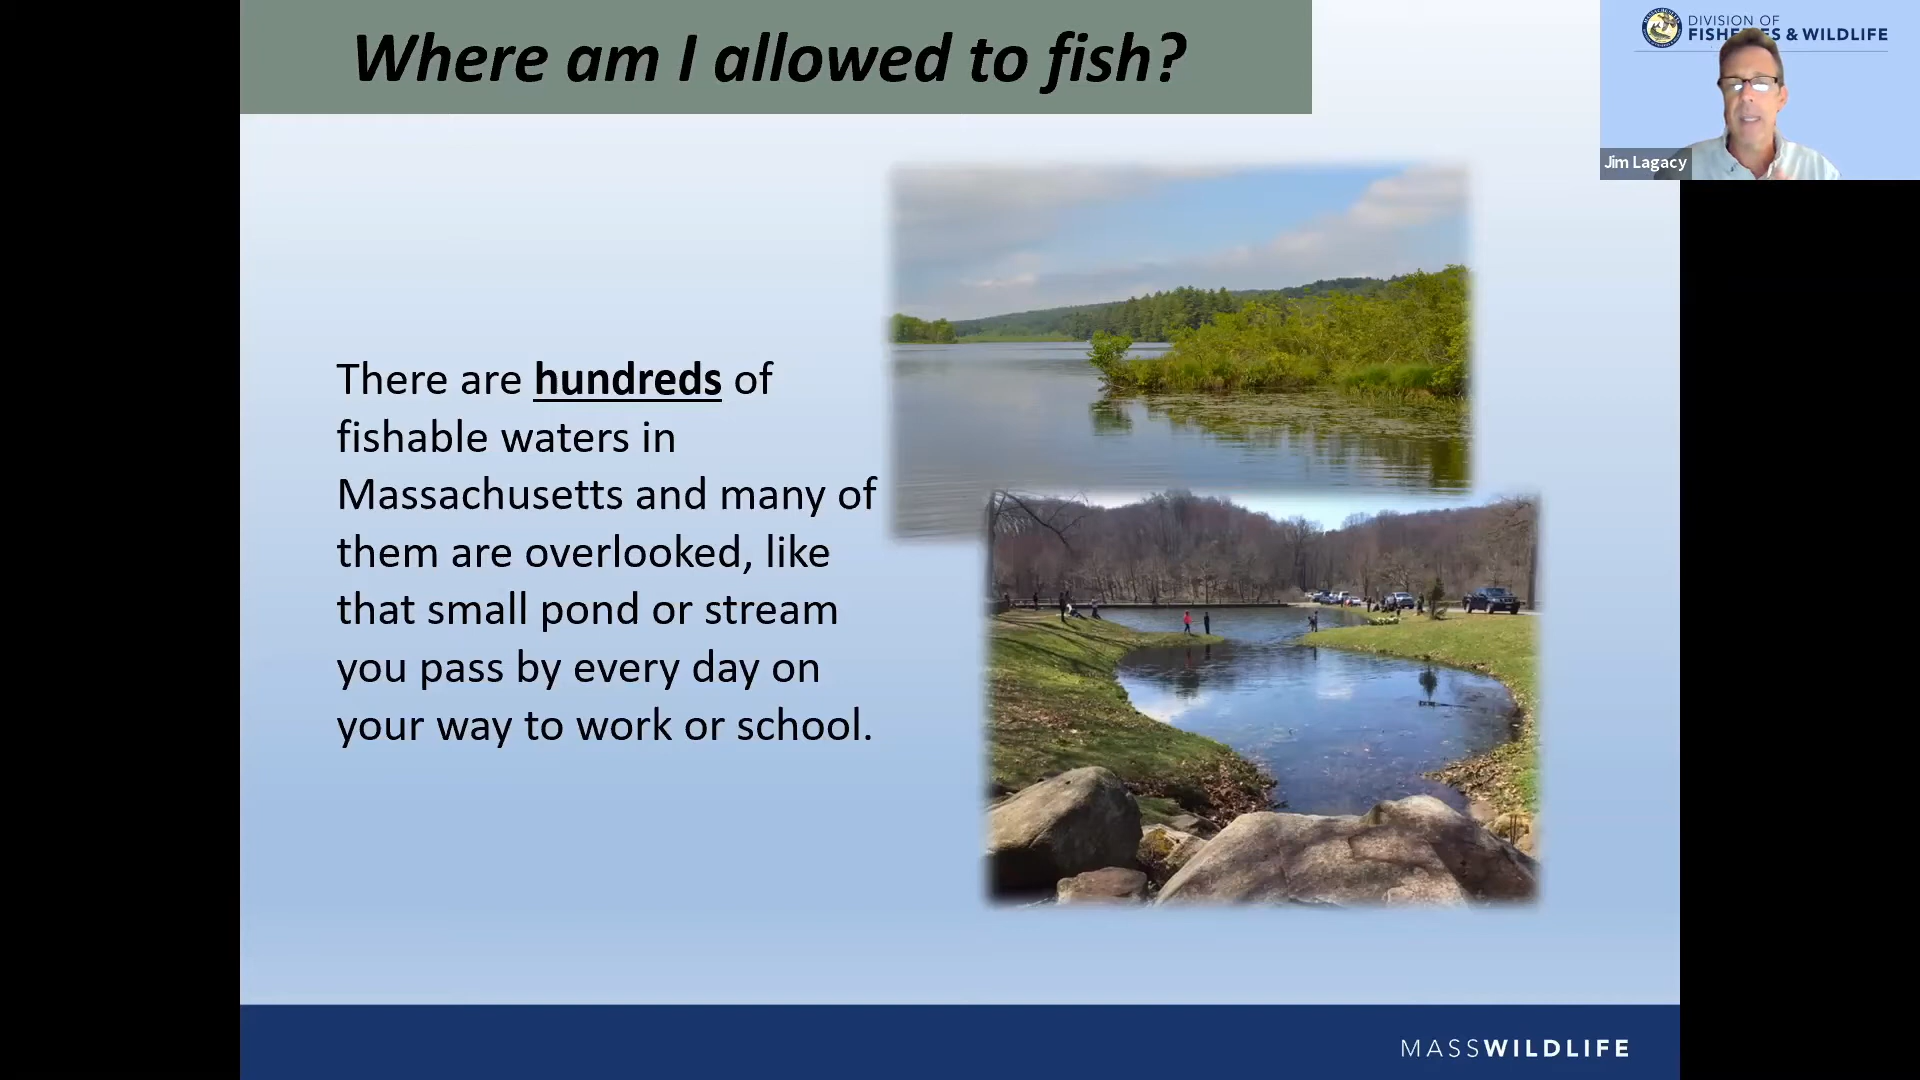 Where am I allowed to fish?
DIVISION OF
FISHERIES & WILDLIFE
Jim Lagacy
There are hundreds of
fishable waters in
Massachusetts and many of
them are overlooked, like
that small pond or stream
you pass by every day on
your way to work or school.
MASSWILDLIFE